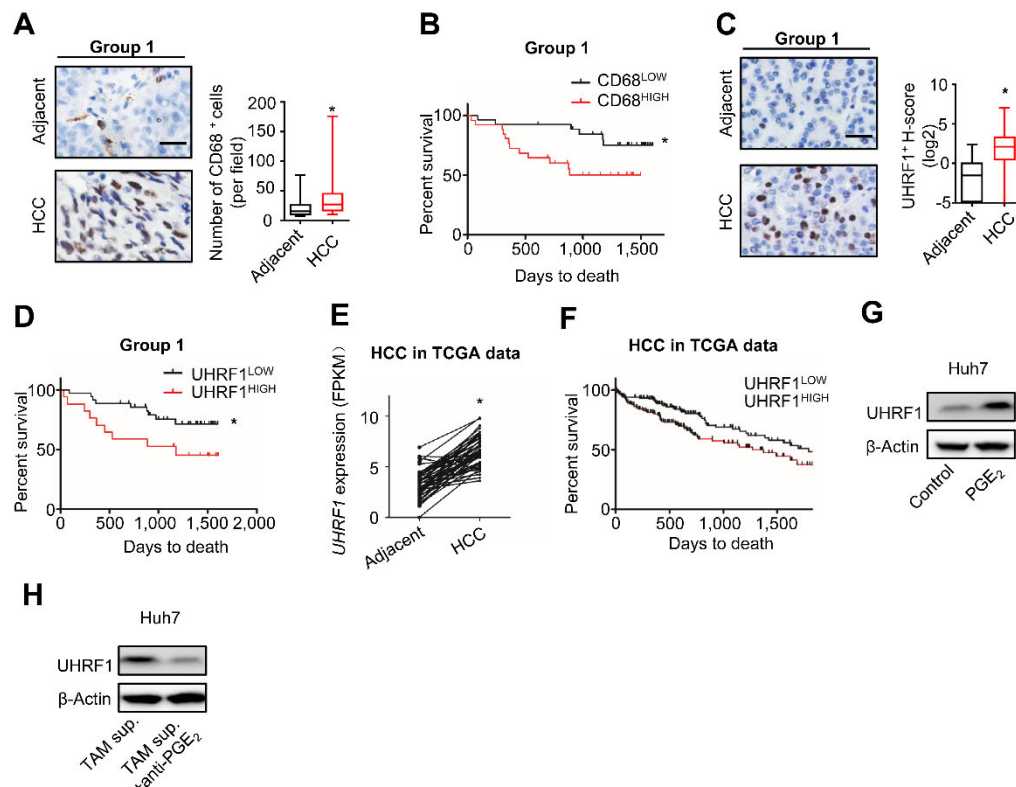 A
Group 1
Adjacent
HCC
Number of CD68⁺ cells
(per field)
200
150
100
50
0
*
Adjacent
HCC
B
Group 1
CD68ᴸᴼᵂ
CD68ᴴᴵᴳᴴ
Percent survival
100
50
0
*
0
500
1,000
1,500
Days to death
C
Group 1
Adjacent
HCC
UHRF1⁺ H-score
(log2)
10
5
0
-5
*
Adjacent
HCC
D
Group 1
UHRF1ᴸᴼᵂ
UHRF1ᴴᴵᴳᴴ
Percent survival
100
50
0
*
0
500
1,000
1,500
2,000
Days to death
E
HCC in TCGA data
UHRF1 expression (FPKM)
15
10
5
0
*
Adjacent
HCC
F
HCC in TCGA data
UHRF1ᴸᴼᵂ
UHRF1ᴴᴵᴳᴴ
Percent survival
100
50
0
0
500
1,000
1,500
Days to death
G
Huh7
UHRF1
β-Actin
Control
PGE₂
H
Huh7
UHRF1
β-Actin
TAM sup.
TAM sup.
+anti-PGE₂